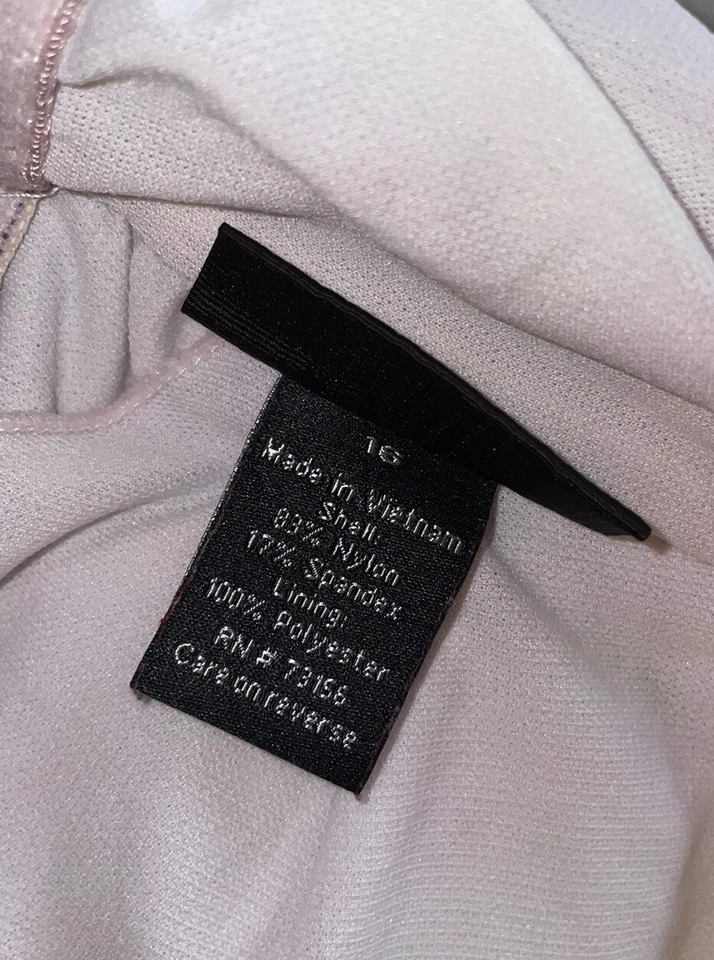 16
Made in Vietnam
Shell:
83% Nylon
17% Spandex
Lining:
100% Polyester
RN # 73156
Care on reverse